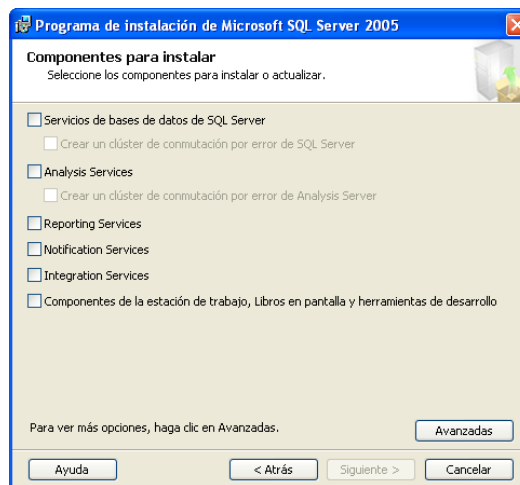 Programa de instalación de Microsoft SQL Server 2005
Componentes para instalar
Seleccione los componentes para instalar o actualizar.
Servicios de bases de datos de SQL Server
Crear un clúster de conmutación por error de SQL Server
Analysis Services
Crear un clúster de conmutación por error de Analysis Server
Reporting Services
Notification Services
Integration Services
Componentes de la estación de trabajo, Libros en pantalla y herramientas de desarrollo
Para ver más opciones, haga clic en Avanzadas.
Avanzadas
Ayuda
< Atrás
Siguiente >
Cancelar